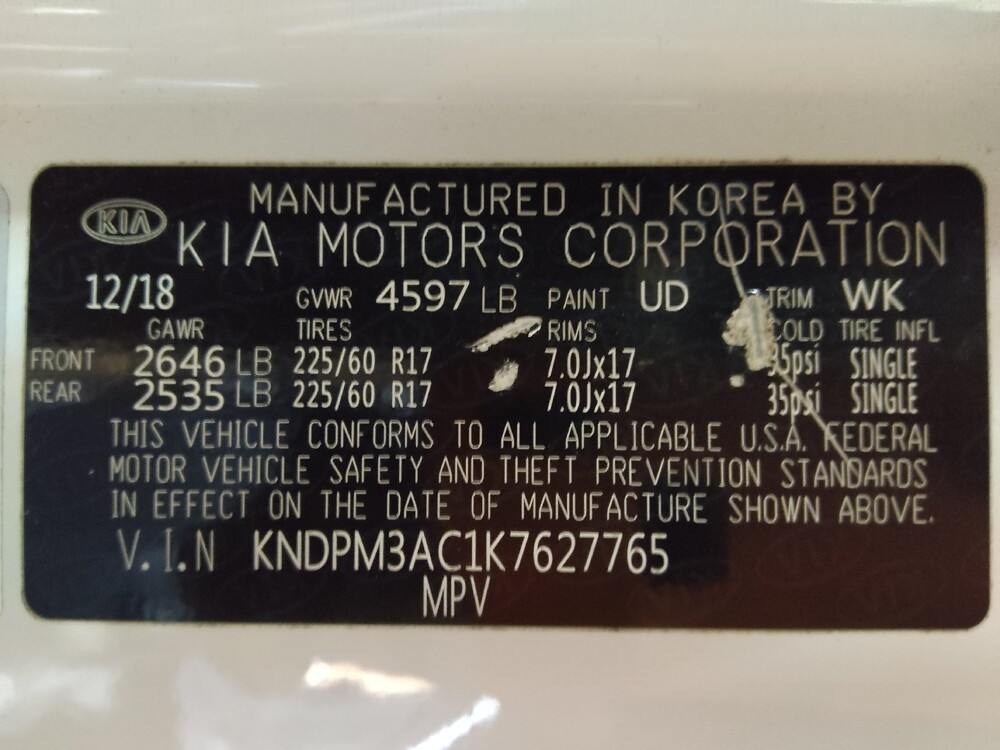 MANUFACTURED IN KOREA BY
KIA KIA MOTORS CORPORATION
12/18 GVWR 4597 LB PAINT UD TRIM WK
GAWR TIRES RIMS COLD TIRE INFL
FRONT 2646 LB 225/60 R17 7.0Jx17 35psi SINGLE
REAR 2535 LB 225/60 R17 7.0Jx17 35psi SINGLE
THIS VEHICLE CONFORMS TO ALL APPLICABLE U.S.A. FEDERAL
MOTOR VEHICLE SAFETY AND THEFT PREVENTION STANDARDS
IN EFFECT ON THE DATE OF MANUFACTURE SHOWN ABOVE.
V.I.N KNDPM3AC1K7627765
MPV